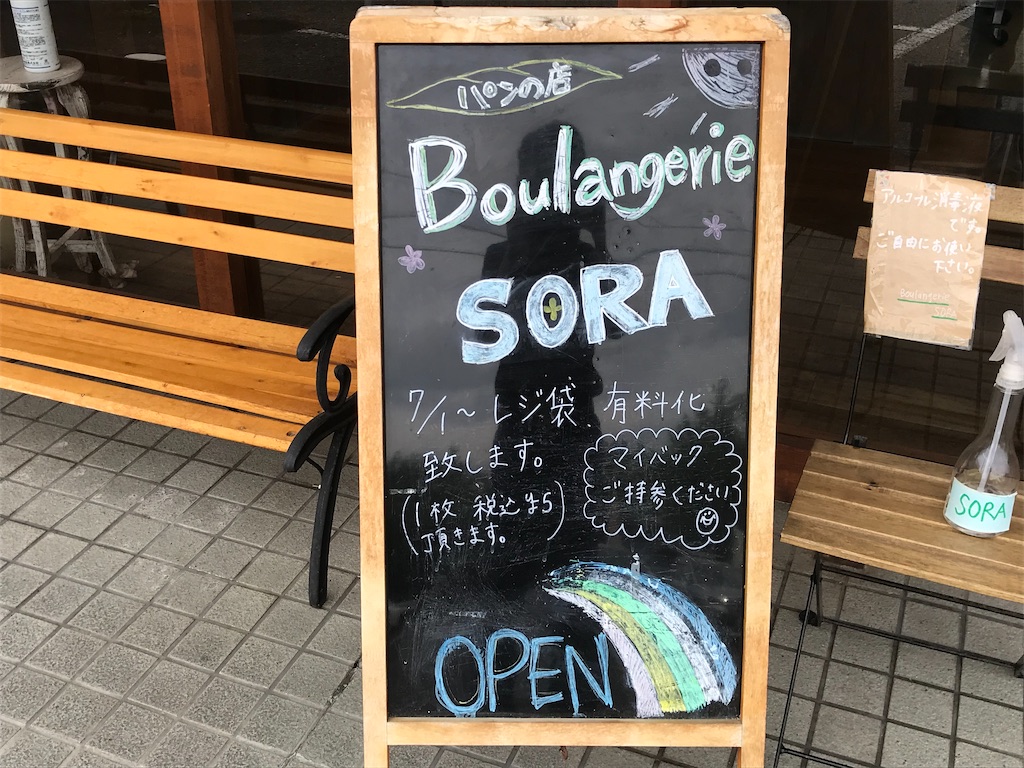 パンの店
Boulangerie
SORA
7/1〜レジ袋 有料化
致します。
(1枚 税込¥5
頂きます。)
マイバック
ご持参ください
OPEN
アルコール消毒液
です。
ご自由にお使い
下さい。
Boulangerie
SORA